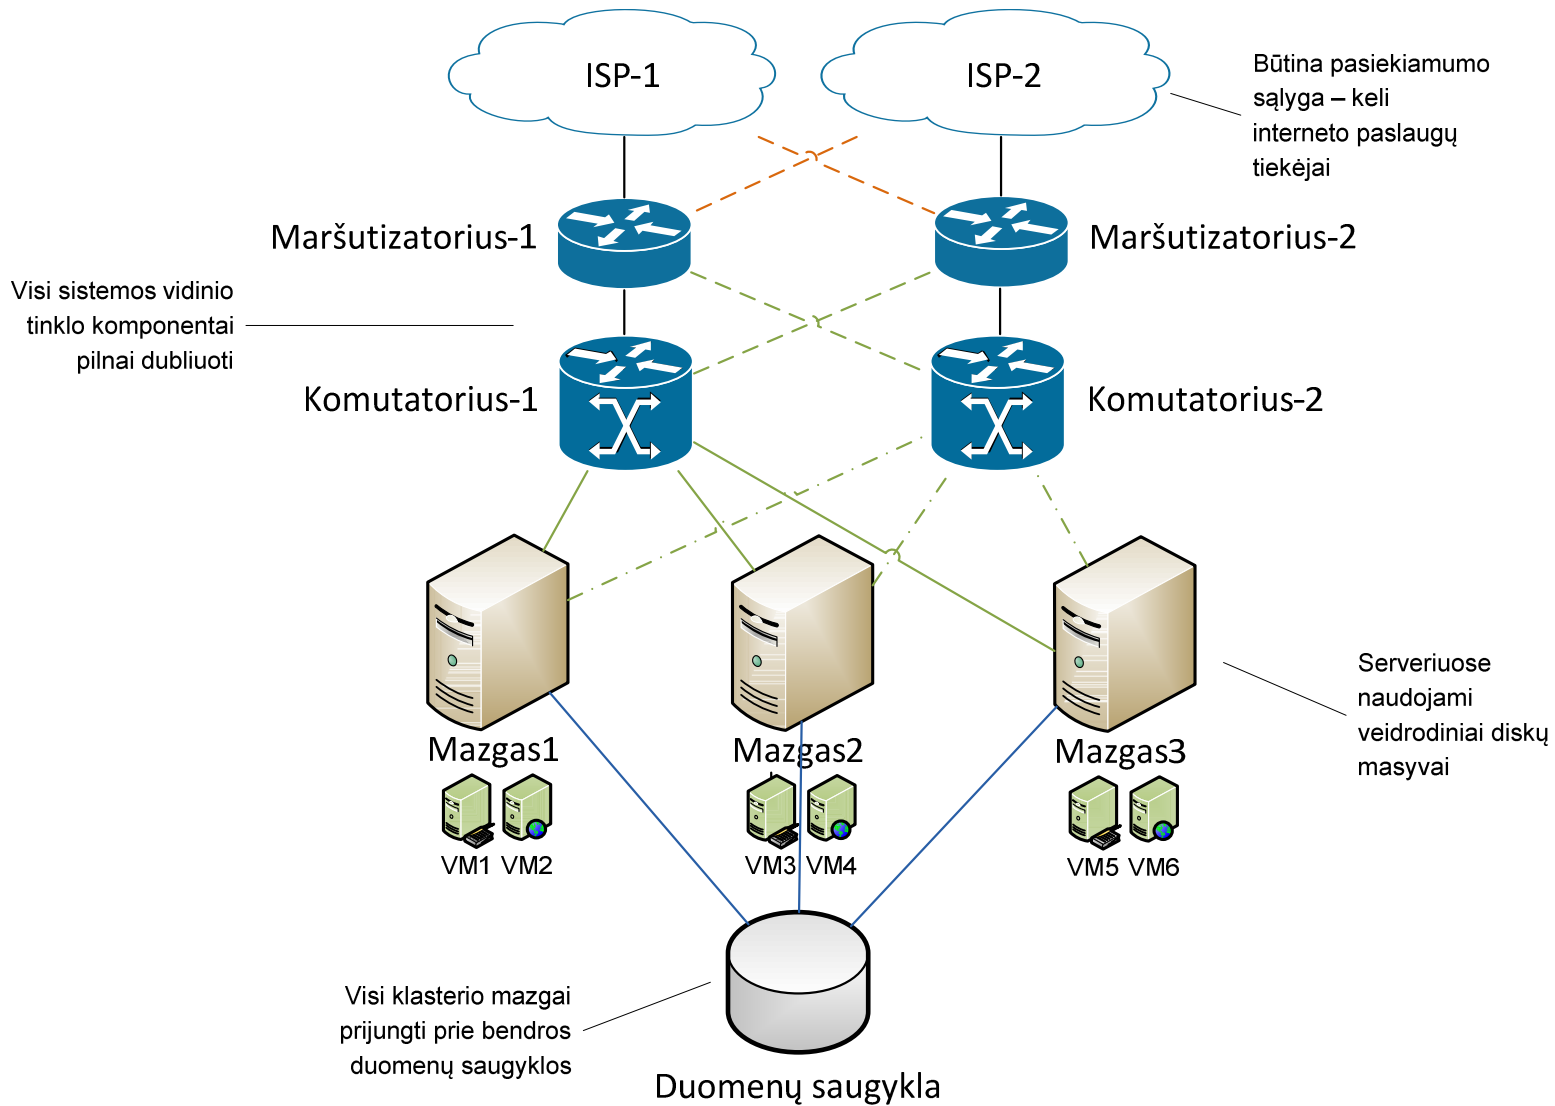 ISP-1
ISP-2
Būtina pasiekiamumo
sąlyga – keli
interneto paslaugų
tiekėjai
Maršutizatorius-1
Maršutizatorius-2
Visi sistemos vidinio
tinklo komponentai
pilnai dubliuoti
Komutatorius-1
Komutatorius-2
Serveriuose
naudojami
veidrodiniai diskų
masyvai
Mazgas1
Mazgas2
Mazgas3
VM1 VM2
VM3 VM4
VM5 VM6
Visi klasterio mazgai
prijungti prie bendros
duomenų saugyklos
Duomenų saugykla